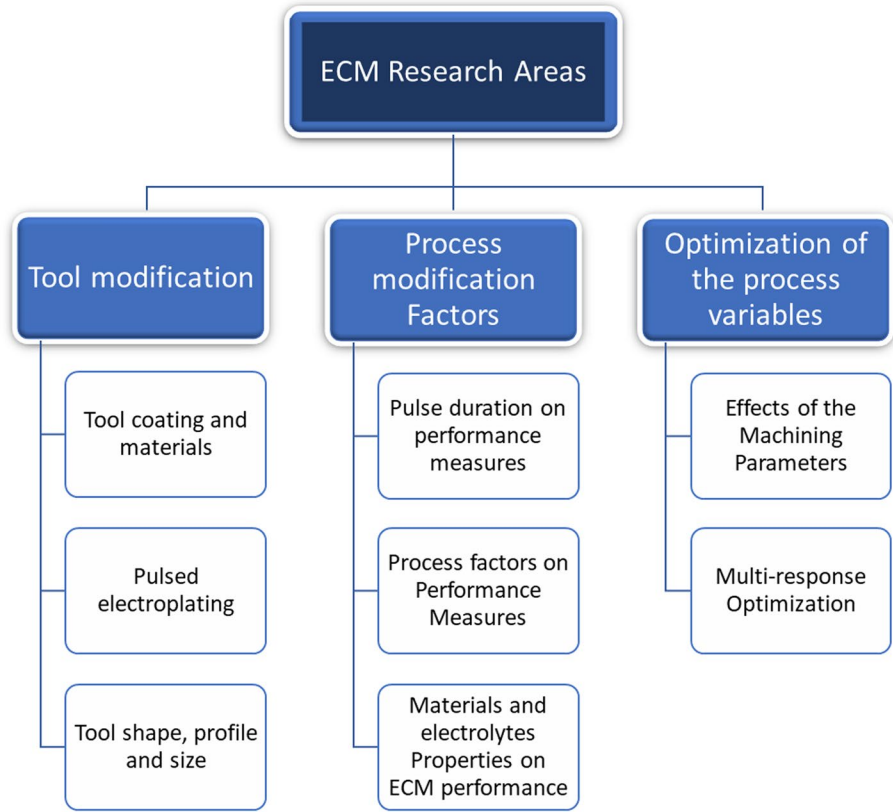 ECM Research Areas
Tool modification
Tool coating and
materials
Pulsed
electroplating
Tool shape, profile
and size
Process
modification
Factors
Pulse duration on
performance
measures
Process factors on
Performance
Measures
Materials and
electrolytes
Properties on
ECM performance
Optimization of
the process
variables
Effects of the
Machining
Parameters
Multi-response
Optimization